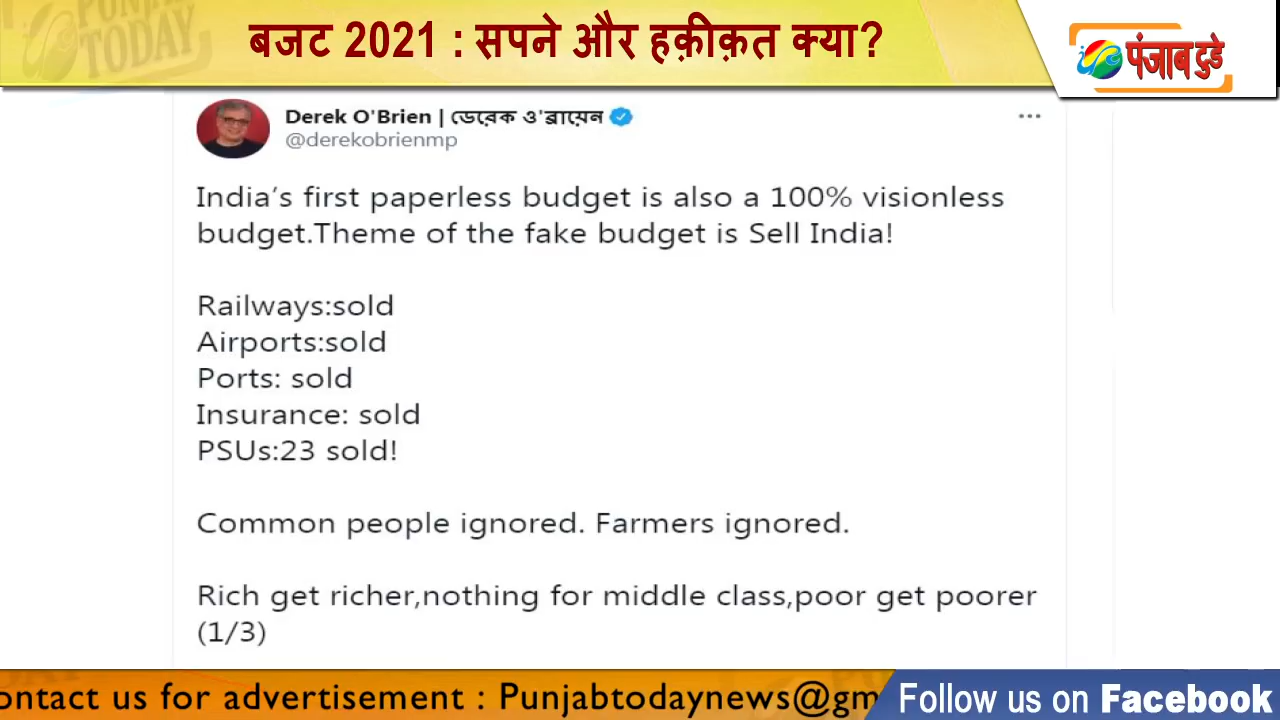 PUNJAB
TODAY
बजट 2021 : सपने और हक़ीक़त क्या?
पंजाब टुडे
Derek O'Brien | ডেরেক ও'ব্রায়েন
@derekobrienmp
India's first paperless budget is also a 100% visionless
budget.Theme of the fake budget is Sell India!
Railways:sold
Airports:sold
Ports: sold
Insurance: sold
PSUs:23 sold!
Common people ignored. Farmers ignored.
Rich get richer,nothing for middle class,poor get poorer
(1/3)
ontact us for advertisement : Punjabtodaynews@gm
Follow us on Facebook